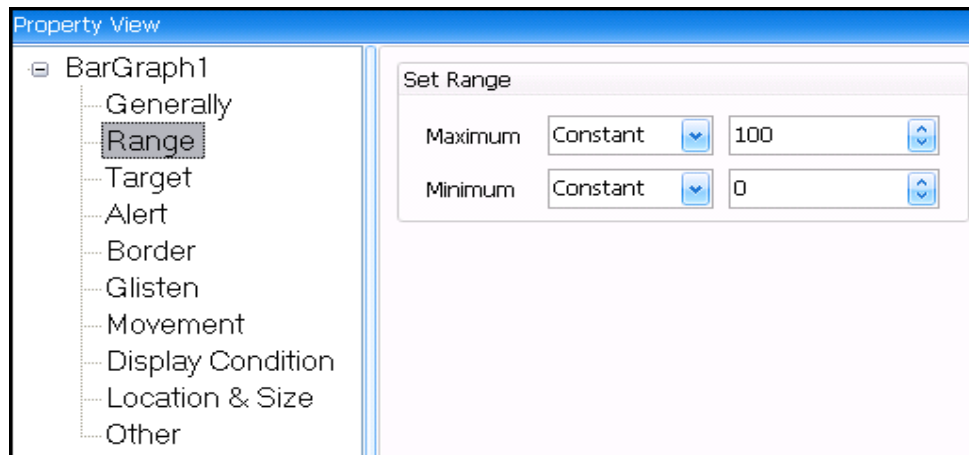 Property View
BarGraph1
Generally
Range
Target
Alert
Border
Glisten
Movement
Display Condition
Location & Size
Other
Set Range
Maximum Constant 100
Minimum Constant 0